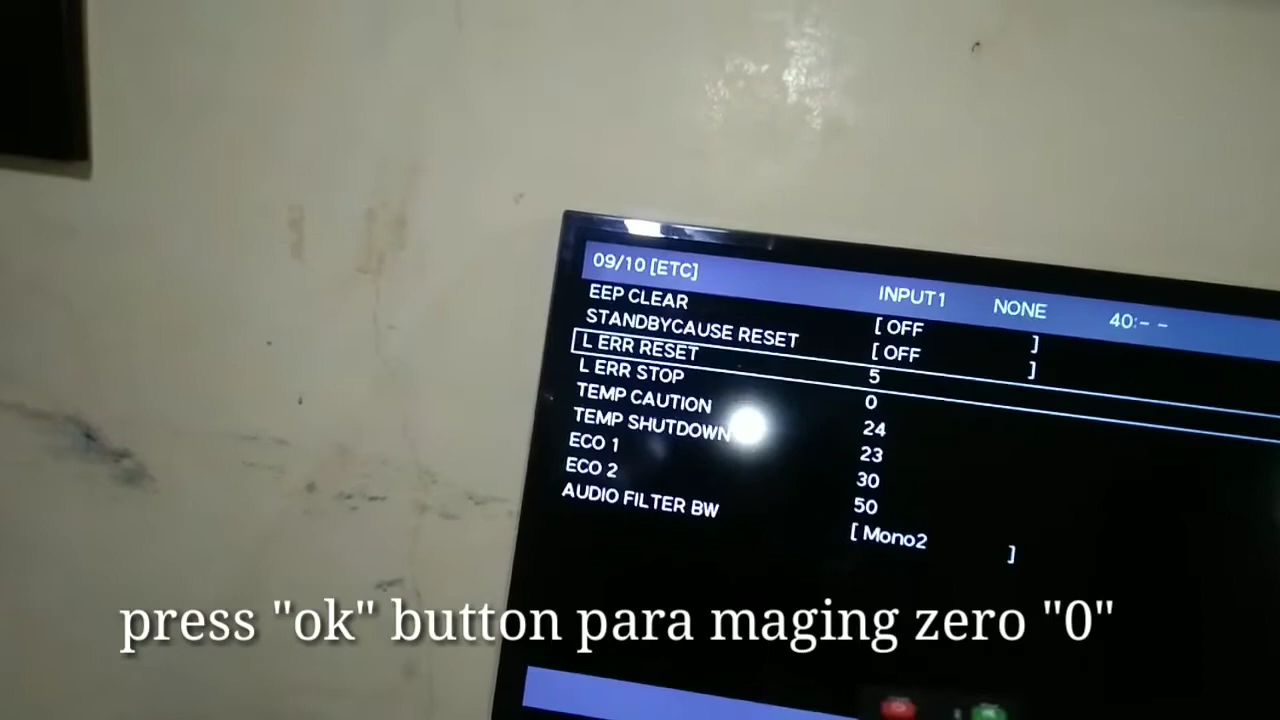 09/10 [ETC] INPUT1 NONE 40:- -
EEP CLEAR [ OFF ]
STANDBYCAUSE RESET [ OFF ]
L ERR RESET 5
L ERR STOP 0
TEMP CAUTION 24
TEMP SHUTDOWN 23
ECO 1 30
ECO 2 50
AUDIO FILTER BW [ Mono2 ]
press "ok" button para maging zero "0"